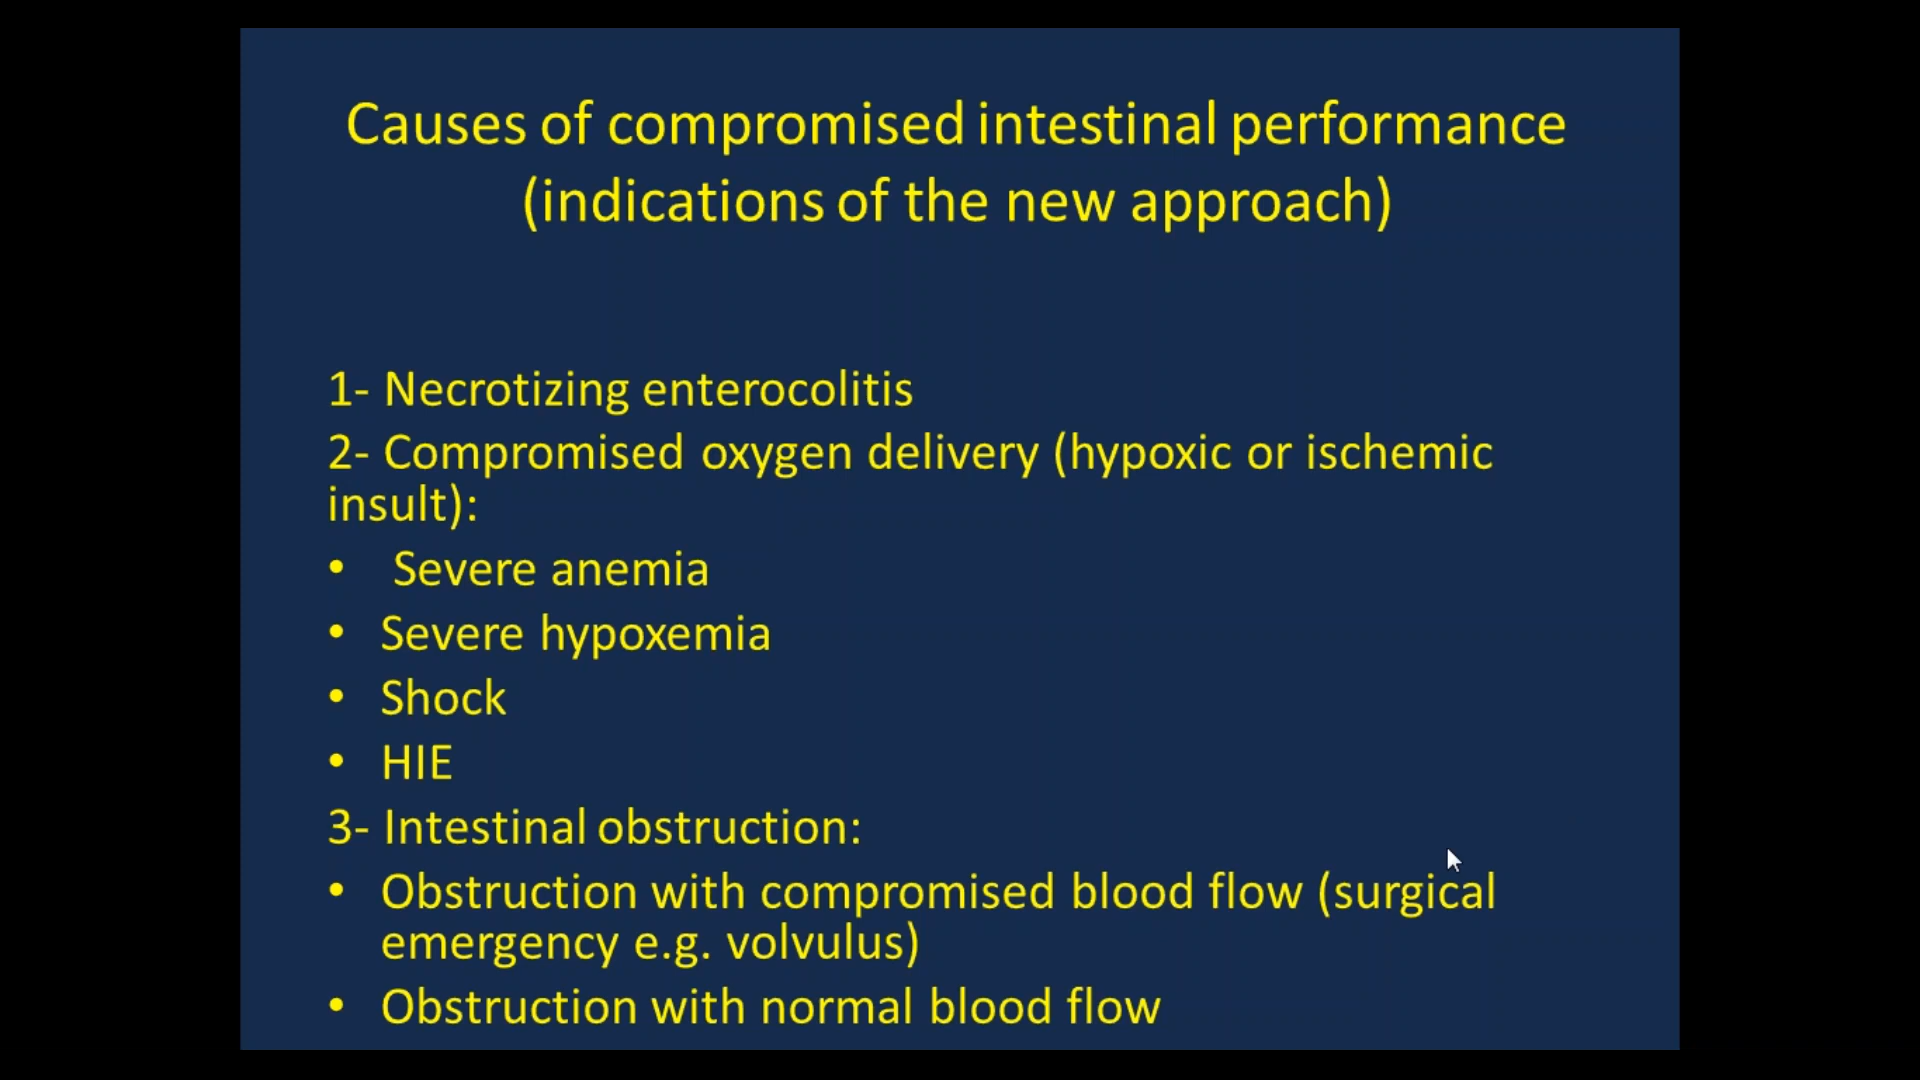 Causes of compromised intestinal performance
(indications of the new approach)
1- Necrotizing enterocolitis
2- Compromised oxygen delivery (hypoxic or ischemic
insult):
• Severe anemia
• Severe hypoxemia
• Shock
• HIE
3- Intestinal obstruction:
• Obstruction with compromised blood flow (surgical
emergency e.g. volvulus)
• Obstruction with normal blood flow